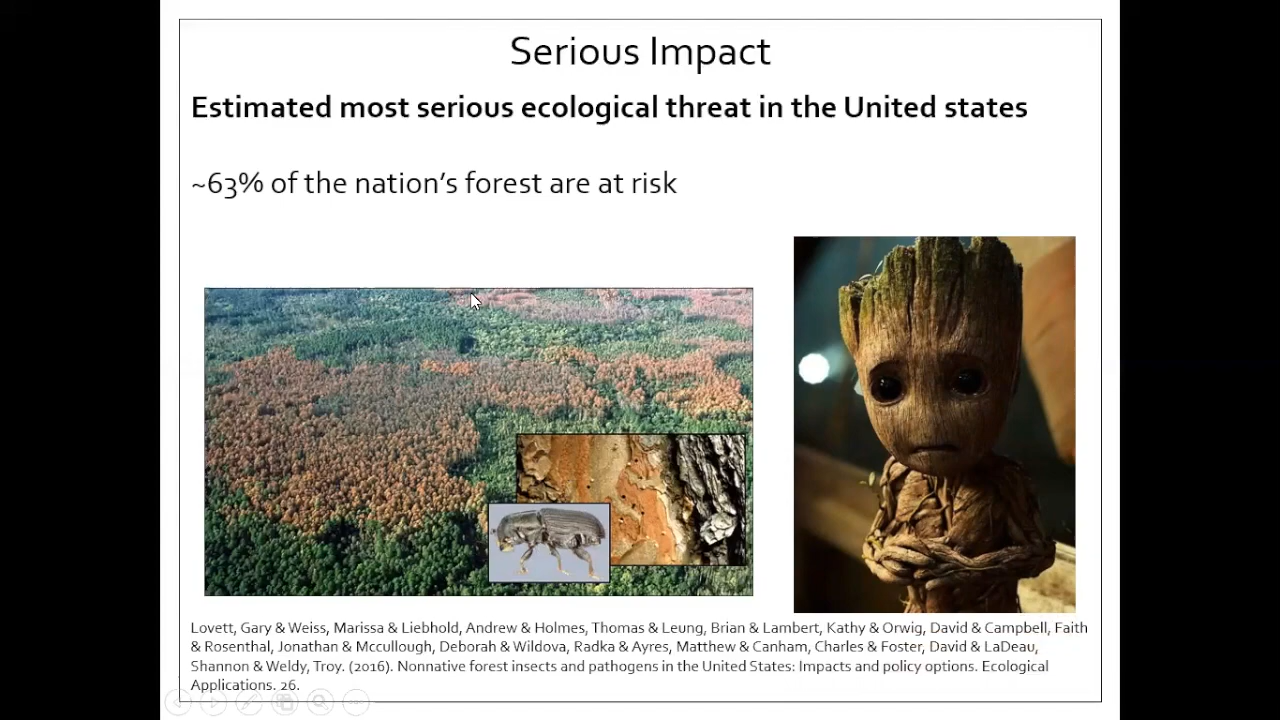 Serious Impact
Estimated most serious ecological threat in the United states
~63% of the nation's forest are at risk
Lovett, Gary & Weiss, Marissa & Liebhold, Andrew & Holmes, Thomas & Leung, Brian & Lambert, Kathy & Orwig, David & Campbell, Faith
& Rosenthal, Jonathan & Mccullough, Deborah & Wildova, Radka & Ayres, Matthew & Canham, Charles & Foster, David & LaDeau,
Shannon & Weldy, Troy. (2016). Nonnative forest insects and pathogens in the United States: Impacts and policy options. Ecological
Applications. 26.